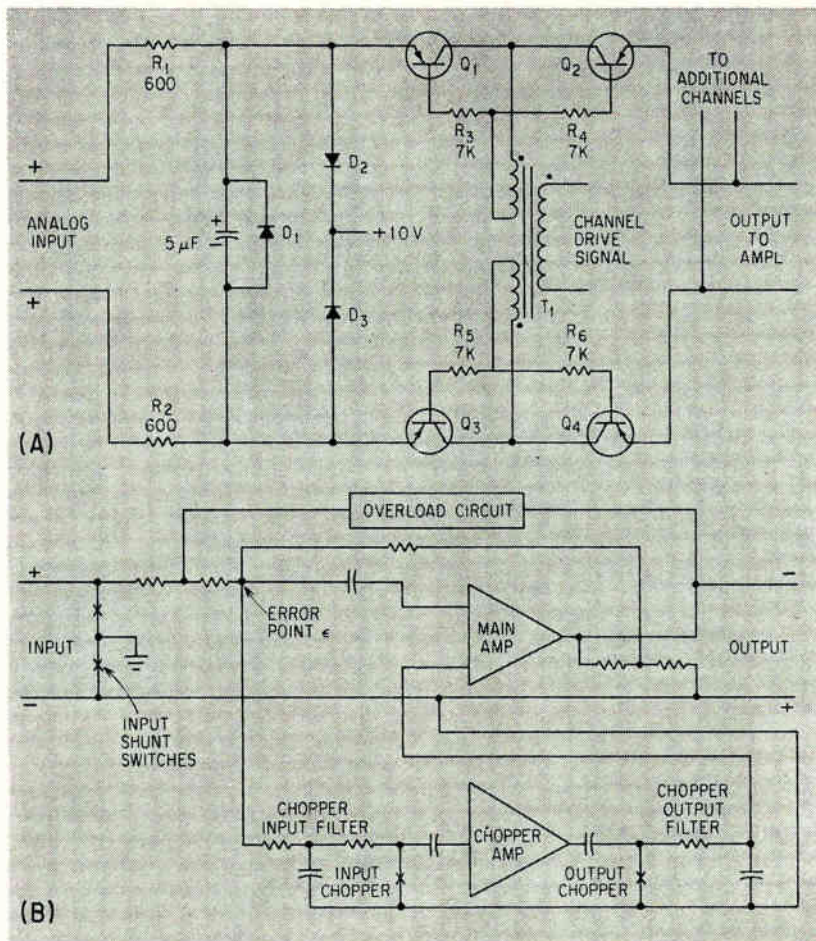 R1
600
Q1
Q2
TO
ADDITIONAL
CHANNELS
R3
7K
R4
7K
+
D2
ANALOG
INPUT
+
5 μF
−
D1
+10V
CHANNEL
DRIVE
SIGNAL
OUTPUT
TO
AMPL
+
D3
T1
R5
7K
R6
7K
R2
600
Q3
Q4
(A)
OVERLOAD CIRCUIT
+
−
ERROR
POINT ϵ
MAIN
AMP
INPUT
OUTPUT
−
+
INPUT
SHUNT
SWITCHES
CHOPPER
INPUT FILTER
CHOPPER
AMP
CHOPPER
OUTPUT
FILTER
INPUT
CHOPPER
OUTPUT
CHOPPER
(B)